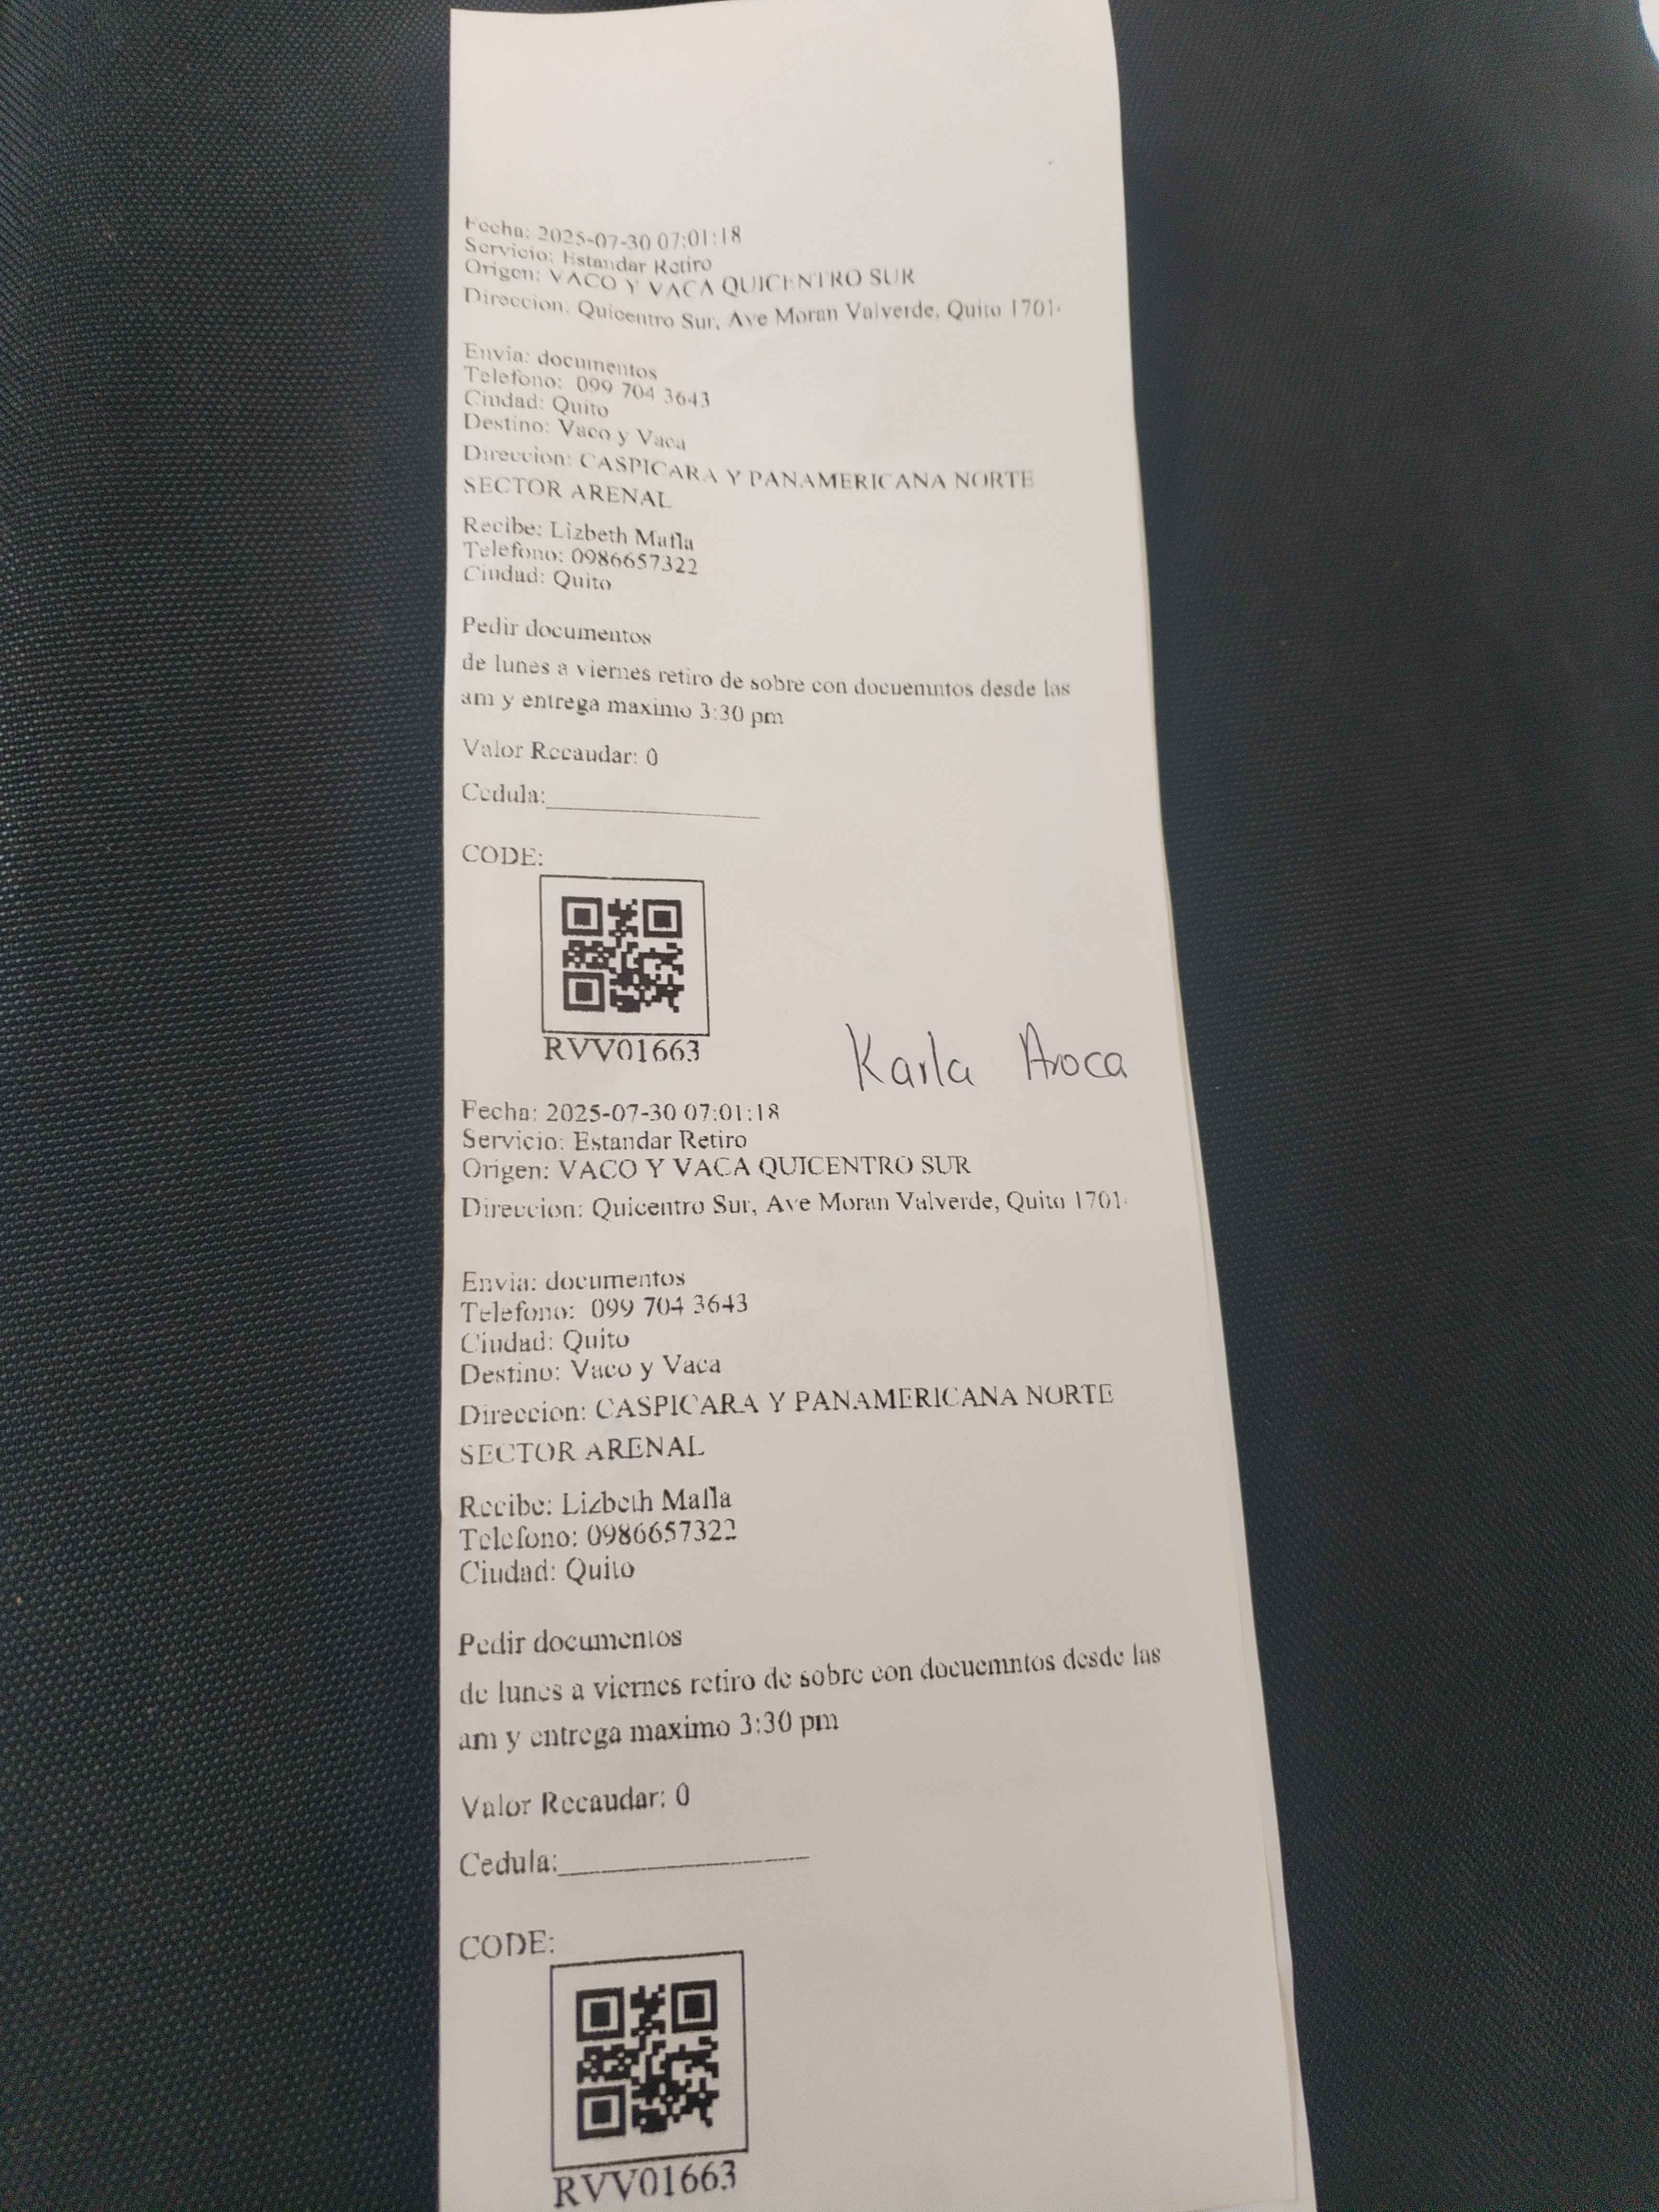 Fecha: 2025-07-30 07:01:18
Servicio: Estandar Retiro
Origen: VACO Y VACA QUICENTRO SUR
Direccion: Quicentro Sur, Ave Moran Valverde, Quito 1701
Envia: documentos
Telefono: 099 704 3643
Ciudad: Quito
Destino: Vaco y Vaca
Direccion: CASPICARA Y PANAMERICANA NORTE
SECTOR ARENAL
Recibe: Lizbeth Mafla
Telefono: 0986657322
Ciudad: Quito
Pedir documentos
de lunes a viernes retiro de sobre con docuemntos desde las
am y entrega maximo 3:30 pm
Valor Recaudar: 0
Cedula:
CODE:
RVV01663
Karla Aroca
Fecha: 2025-07-30 07:01:18
Servicio: Estandar Retiro
Origen: VACO Y VACA QUICENTRO SUR
Direccion: Quicentro Sur, Ave Moran Valverde, Quito 1701
Envia: documentos
Telefono: 099 704 3643
Ciudad: Quito
Destino: Vaco y Vaca
Direccion: CASPICARA Y PANAMERICANA NORTE
SECTOR ARENAL
Recibe: Lizbeth Mafla
Telefono: 0986657322
Ciudad: Quito
Pedir documentos
de lunes a viernes retiro de sobre con docuemntos desde las
am y entrega maximo 3:30 pm
Valor Recaudar: 0
Cedula:
CODE:
RVV01663